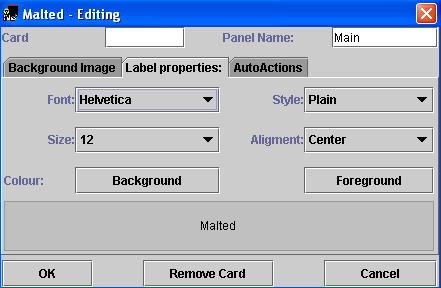 Malted - Editing
Card Panel Name: Main
Background Image Label properties: AutoActions
Font: Helvetica Style: Plain
Size: 12 Aligment: Center
Colour: Background Foreground
Malted
OK Remove Card Cancel